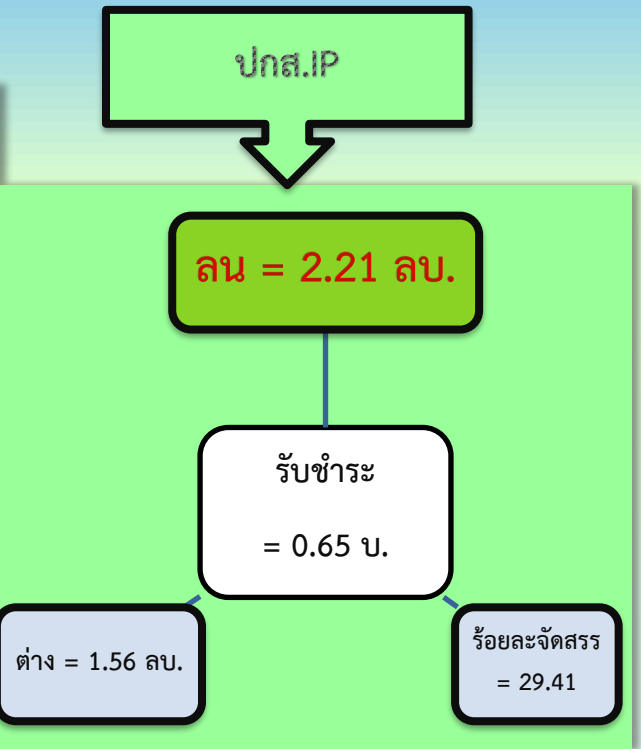 ปกส.IP
ลน = 2.21 ลบ.
รับชำระ
= 0.65 บ.
ต่าง = 1.56 ลบ.
ร้อยละจัดสรร
= 29.41